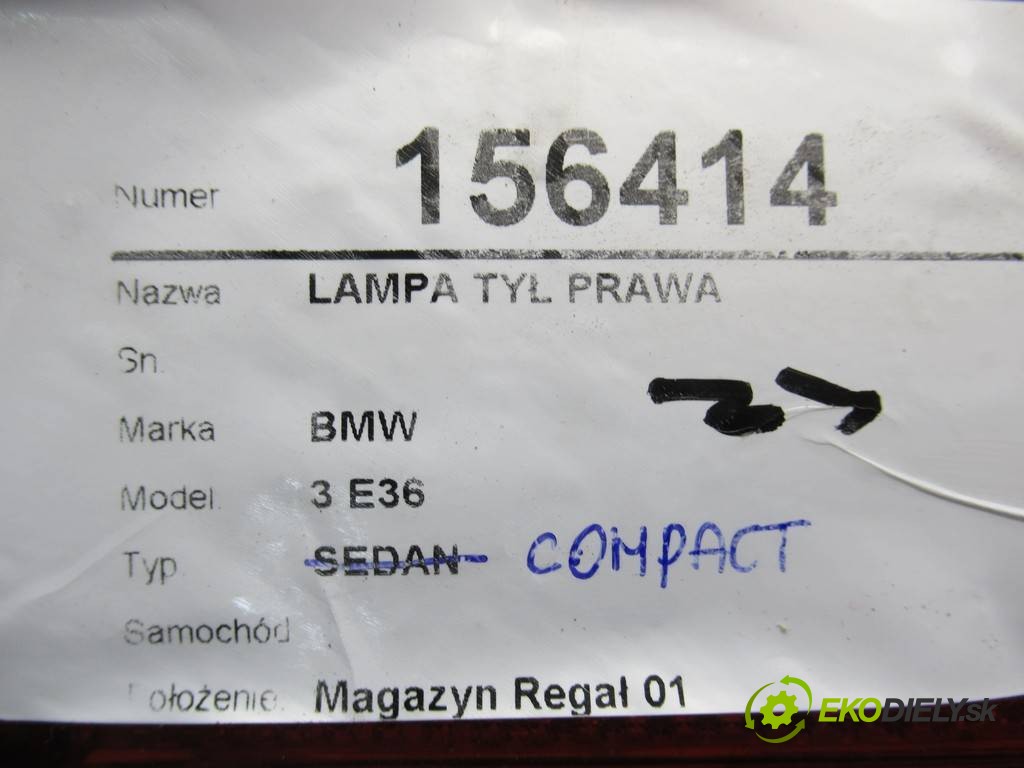 Numer 156414
Nazwa LAMPA TYŁ PRAWA
Sn.
Marka BMW
Model. 3 E36
Typ SEDAN COMPACT
Samochód
Położenie. Magazyn Regał 01
EKODIELY.sk